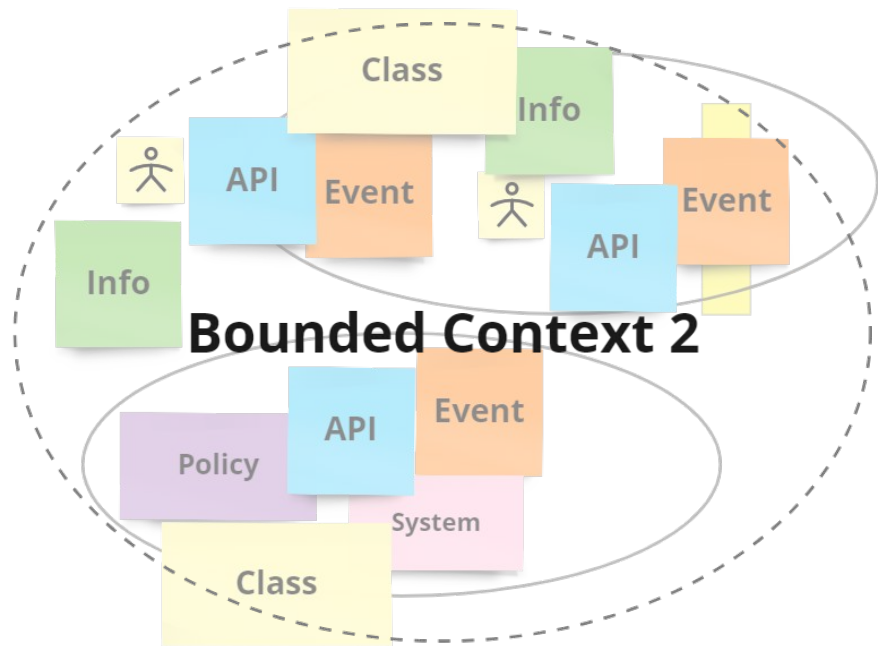 Class
Info
API
Event
Event
API
Info
Bounded Context 2
API
Event
Policy
System
Class